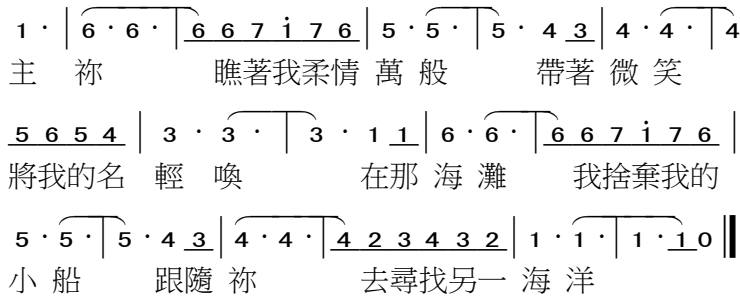 1 · | 6 · 6 · | 6 6 7 i̇ 7 6 | 5 · 5 · | 5 · 4 3 | 4 · 4 · | 4
主 祢 瞧著我柔情 萬 般 帶著 微 笑
5 6 5 4 | 3 · 3 · | 3 · 1 1 | 6 · 6 · | 6 6 7 i̇ 7 6 |
將我的名 輕 喚 在那 海 灘 我捨棄我的
5 · 5 · | 5 · 4 3 | 4 · 4 · | 4 2 3 4 3 2 | 1 · 1 · | 1 · 1 0 ||
小 船 跟隨 祢 去尋找另一 海 洋